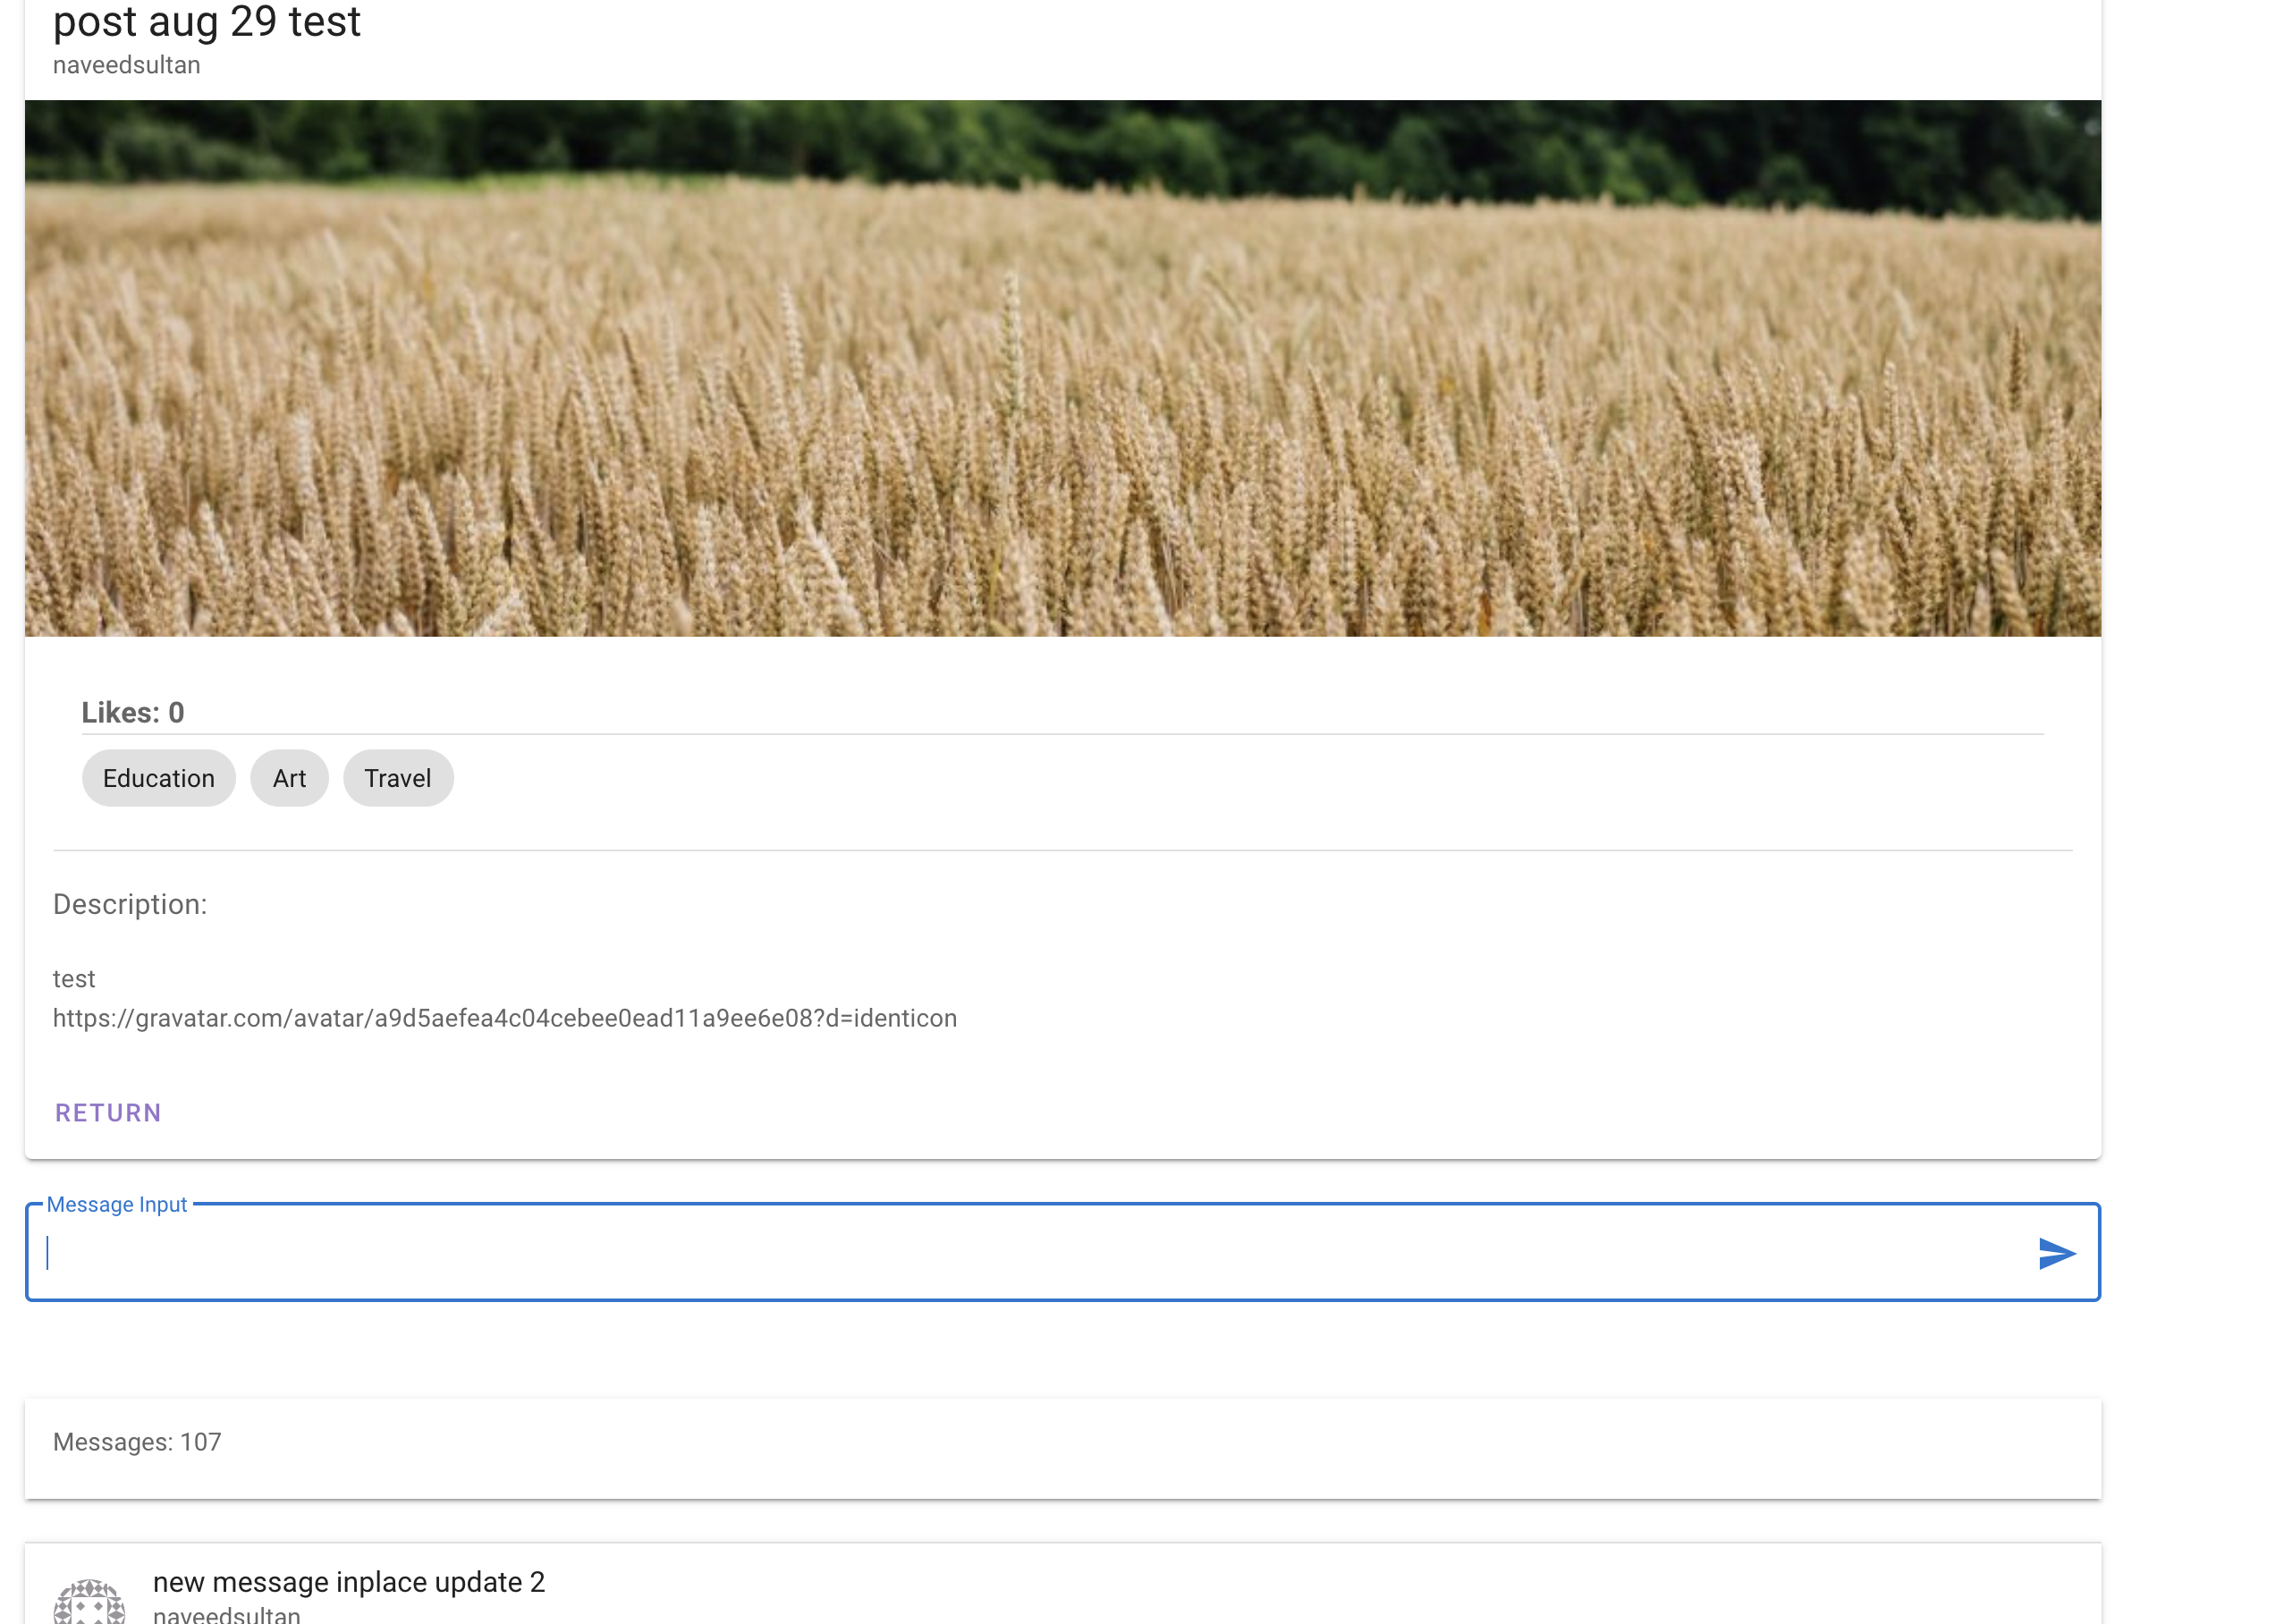 post aug 29 test
naveedsultan
Likes: 0
Education Art Travel
Description:
test
https://gravatar.com/avatar/a9d5aefea4c04cebee0ead11a9ee6e08?d=identicon
RETURN
Message Input
Messages: 107
new message inplace update 2
naveedsultan